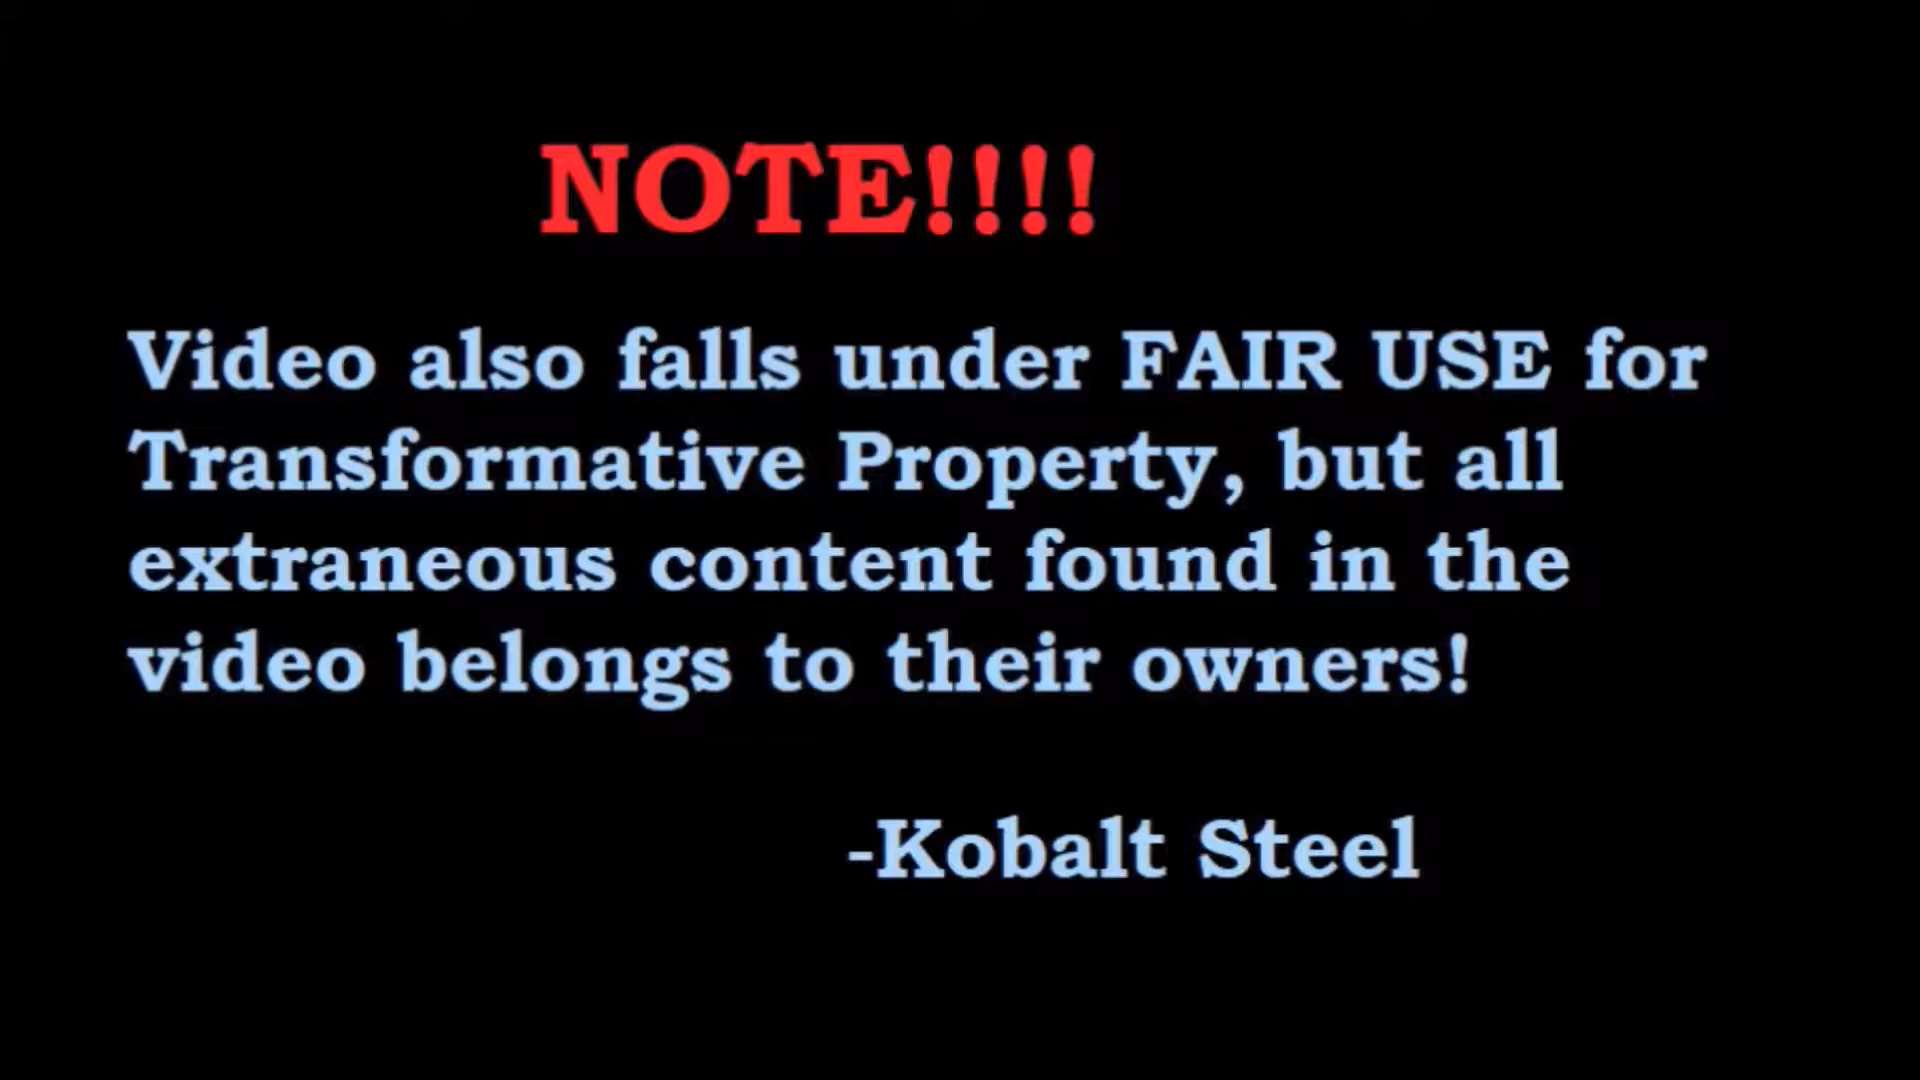 NOTE!!!!
Video also falls under FAIR USE for
Transformative Property, but all
extraneous content found in the
video belongs to their owners!
-Kobalt Steel